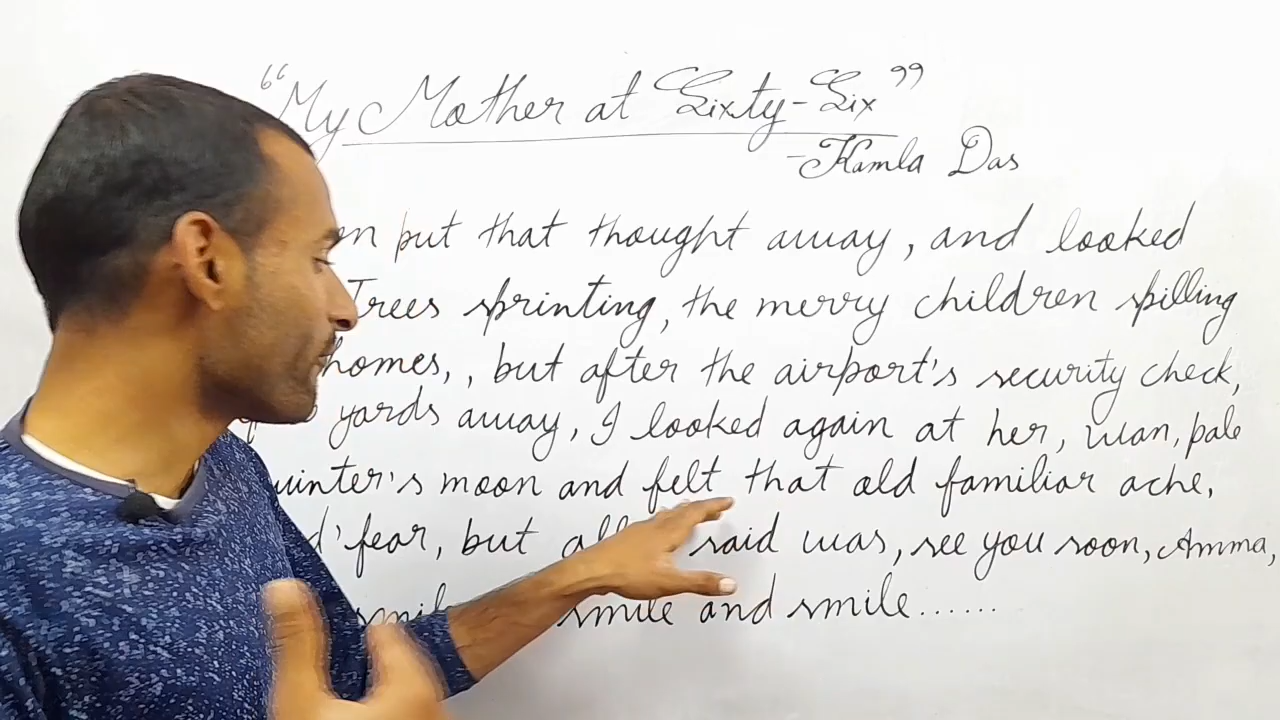 "My Mother at Sixty-Six"
-Kamla Das
put that thought away, and looked
Trees sprinting, the merry children spilling
homes,, but after the airport's security check,
yards away, I looked again at her, wan, pale
winter's moon and felt that old familiar ache,
fear, but said was, see you soon, Amma,
smile and smile......